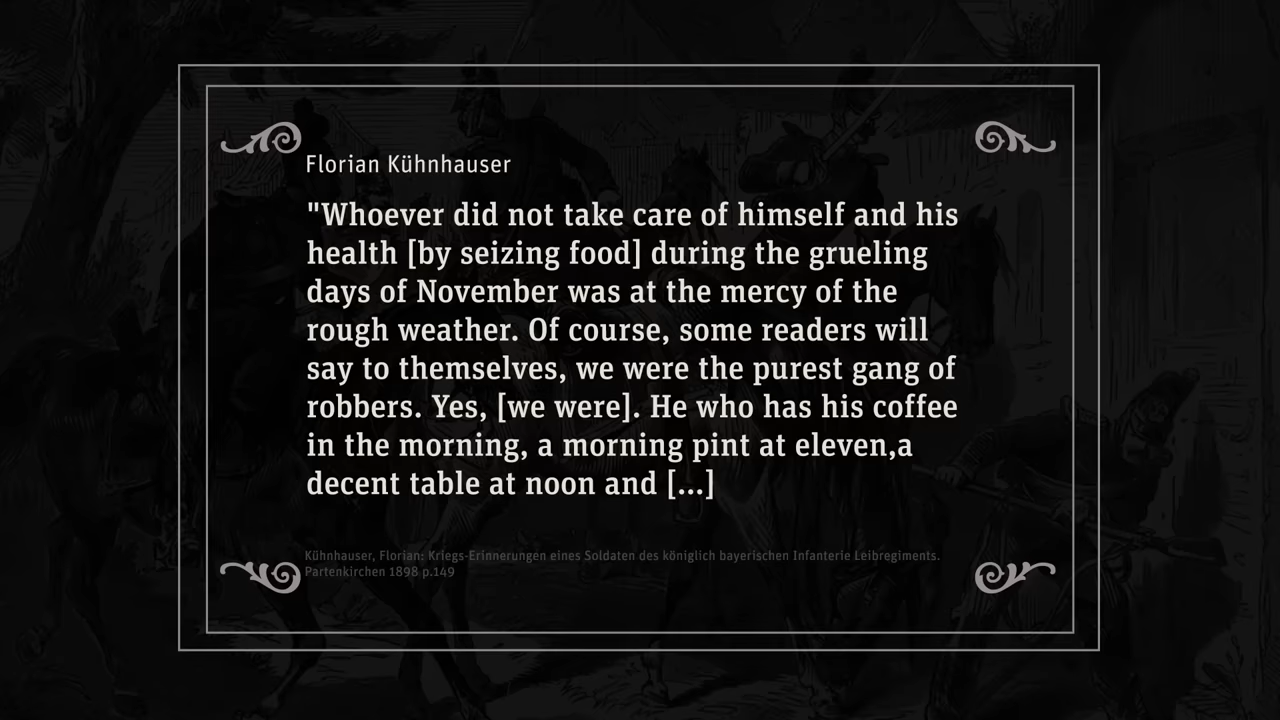 Florian Kühnhauser
"Whoever did not take care of himself and his
health [by seizing food] during the grueling
days of November was at the mercy of the
rough weather. Of course, some readers will
say to themselves, we were the purest gang of
robbers. Yes, [we were]. He who has his coffee
in the morning, a morning pint at eleven,a
decent table at noon and [...]
Kühnhauser, Florian: Kriegs-Erinnerungen eines Soldaten des königlich bayerischen Infanterie Leibregiments.
Partenkirchen 1898 p.149